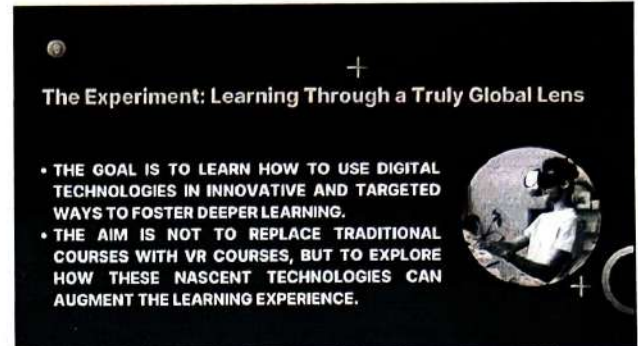 The Experiment: Learning Through a Truly Global Lens
• THE GOAL IS TO LEARN HOW TO USE DIGITAL
TECHNOLOGIES IN INNOVATIVE AND TARGETED
WAYS TO FOSTER DEEPER LEARNING.
• THE AIM IS NOT TO REPLACE TRADITIONAL
COURSES WITH VR COURSES, BUT TO EXPLORE
HOW THESE NASCENT TECHNOLOGIES CAN
AUGMENT THE LEARNING EXPERIENCE.